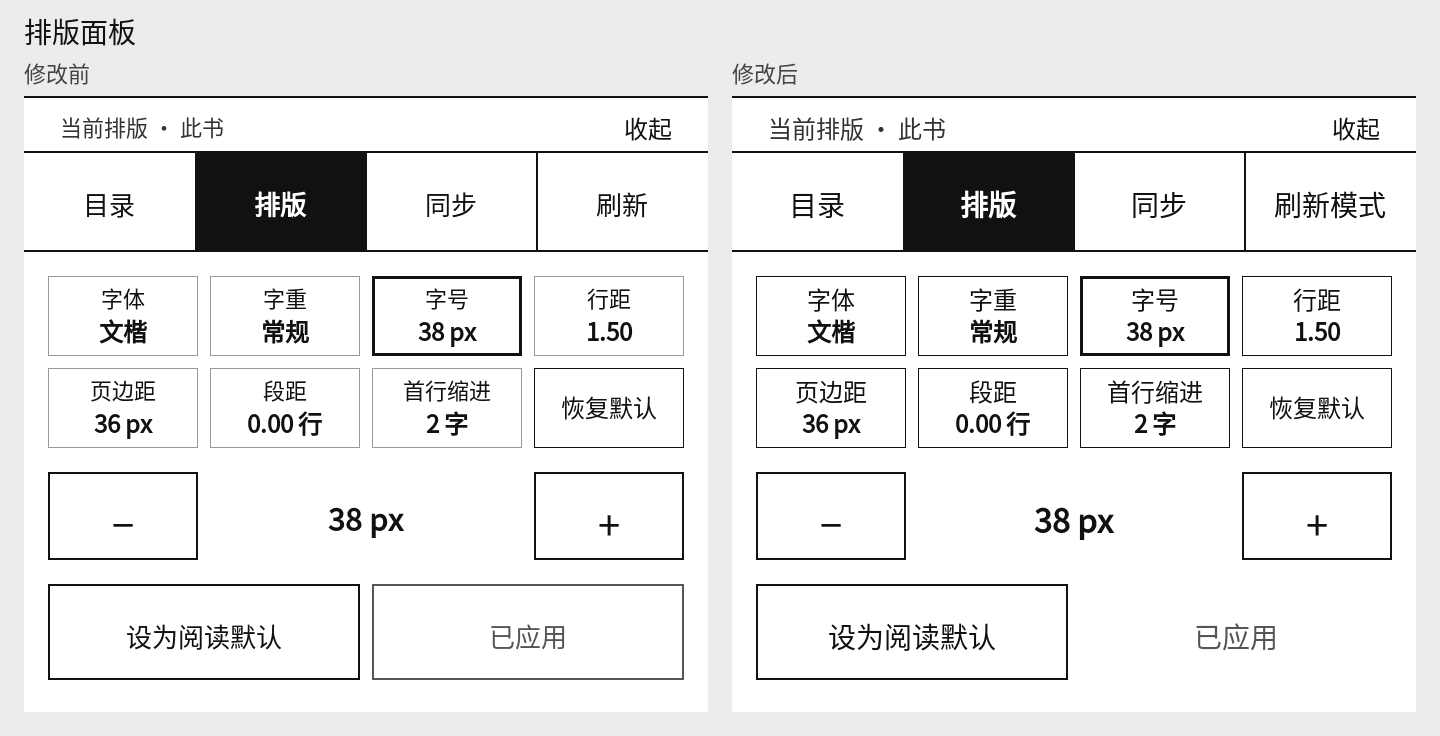 排版面板
修改前
当前排版 · 此书 收起
目录 排版 同步 刷新
字体 字重 字号 行距
文楷 常规 38 px 1.50
页边距 段距 首行缩进 恢复默认
36 px 0.00 行 2 字
− 38 px +
设为阅读默认 已应用
修改后
当前排版 · 此书 收起
目录 排版 同步 刷新模式
字体 字重 字号 行距
文楷 常规 38 px 1.50
页边距 段距 首行缩进 恢复默认
36 px 0.00 行 2 字
− 38 px +
设为阅读默认 已应用